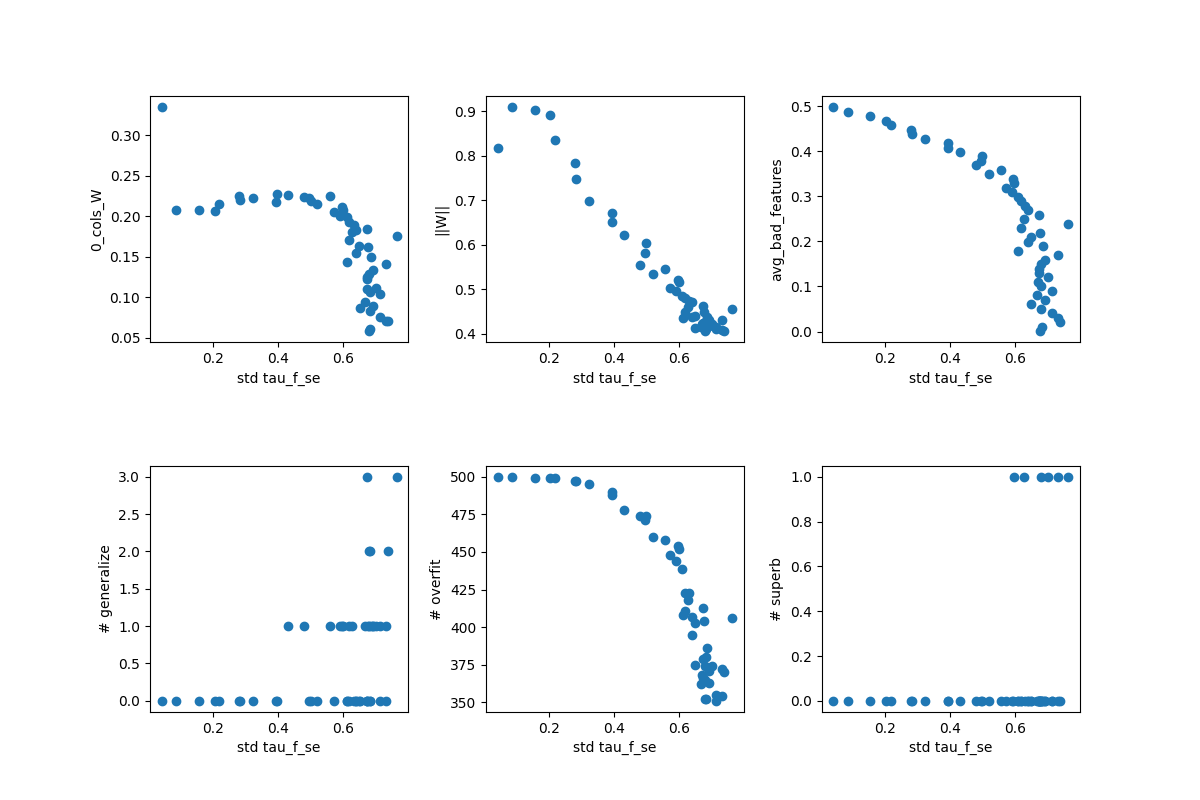 0.30
0.25
0.20
0.15
0.10
0.05
0_cols_W
0.2 0.4 0.6
std tau_f_se
0.9
0.8
0.7
0.6
0.5
0.4
||W||
0.2 0.4 0.6
std tau_f_se
0.5
0.4
0.3
0.2
0.1
0.0
avg_bad_features
0.2 0.4 0.6
std tau_f_se
3.0
2.5
2.0
1.5
1.0
0.5
0.0
# generalize
0.2 0.4 0.6
std tau_f_se
500
475
450
425
400
375
350
# overfit
0.2 0.4 0.6
std tau_f_se
1.0
0.8
0.6
0.4
0.2
0.0
# superb
0.2 0.4 0.6
std tau_f_se